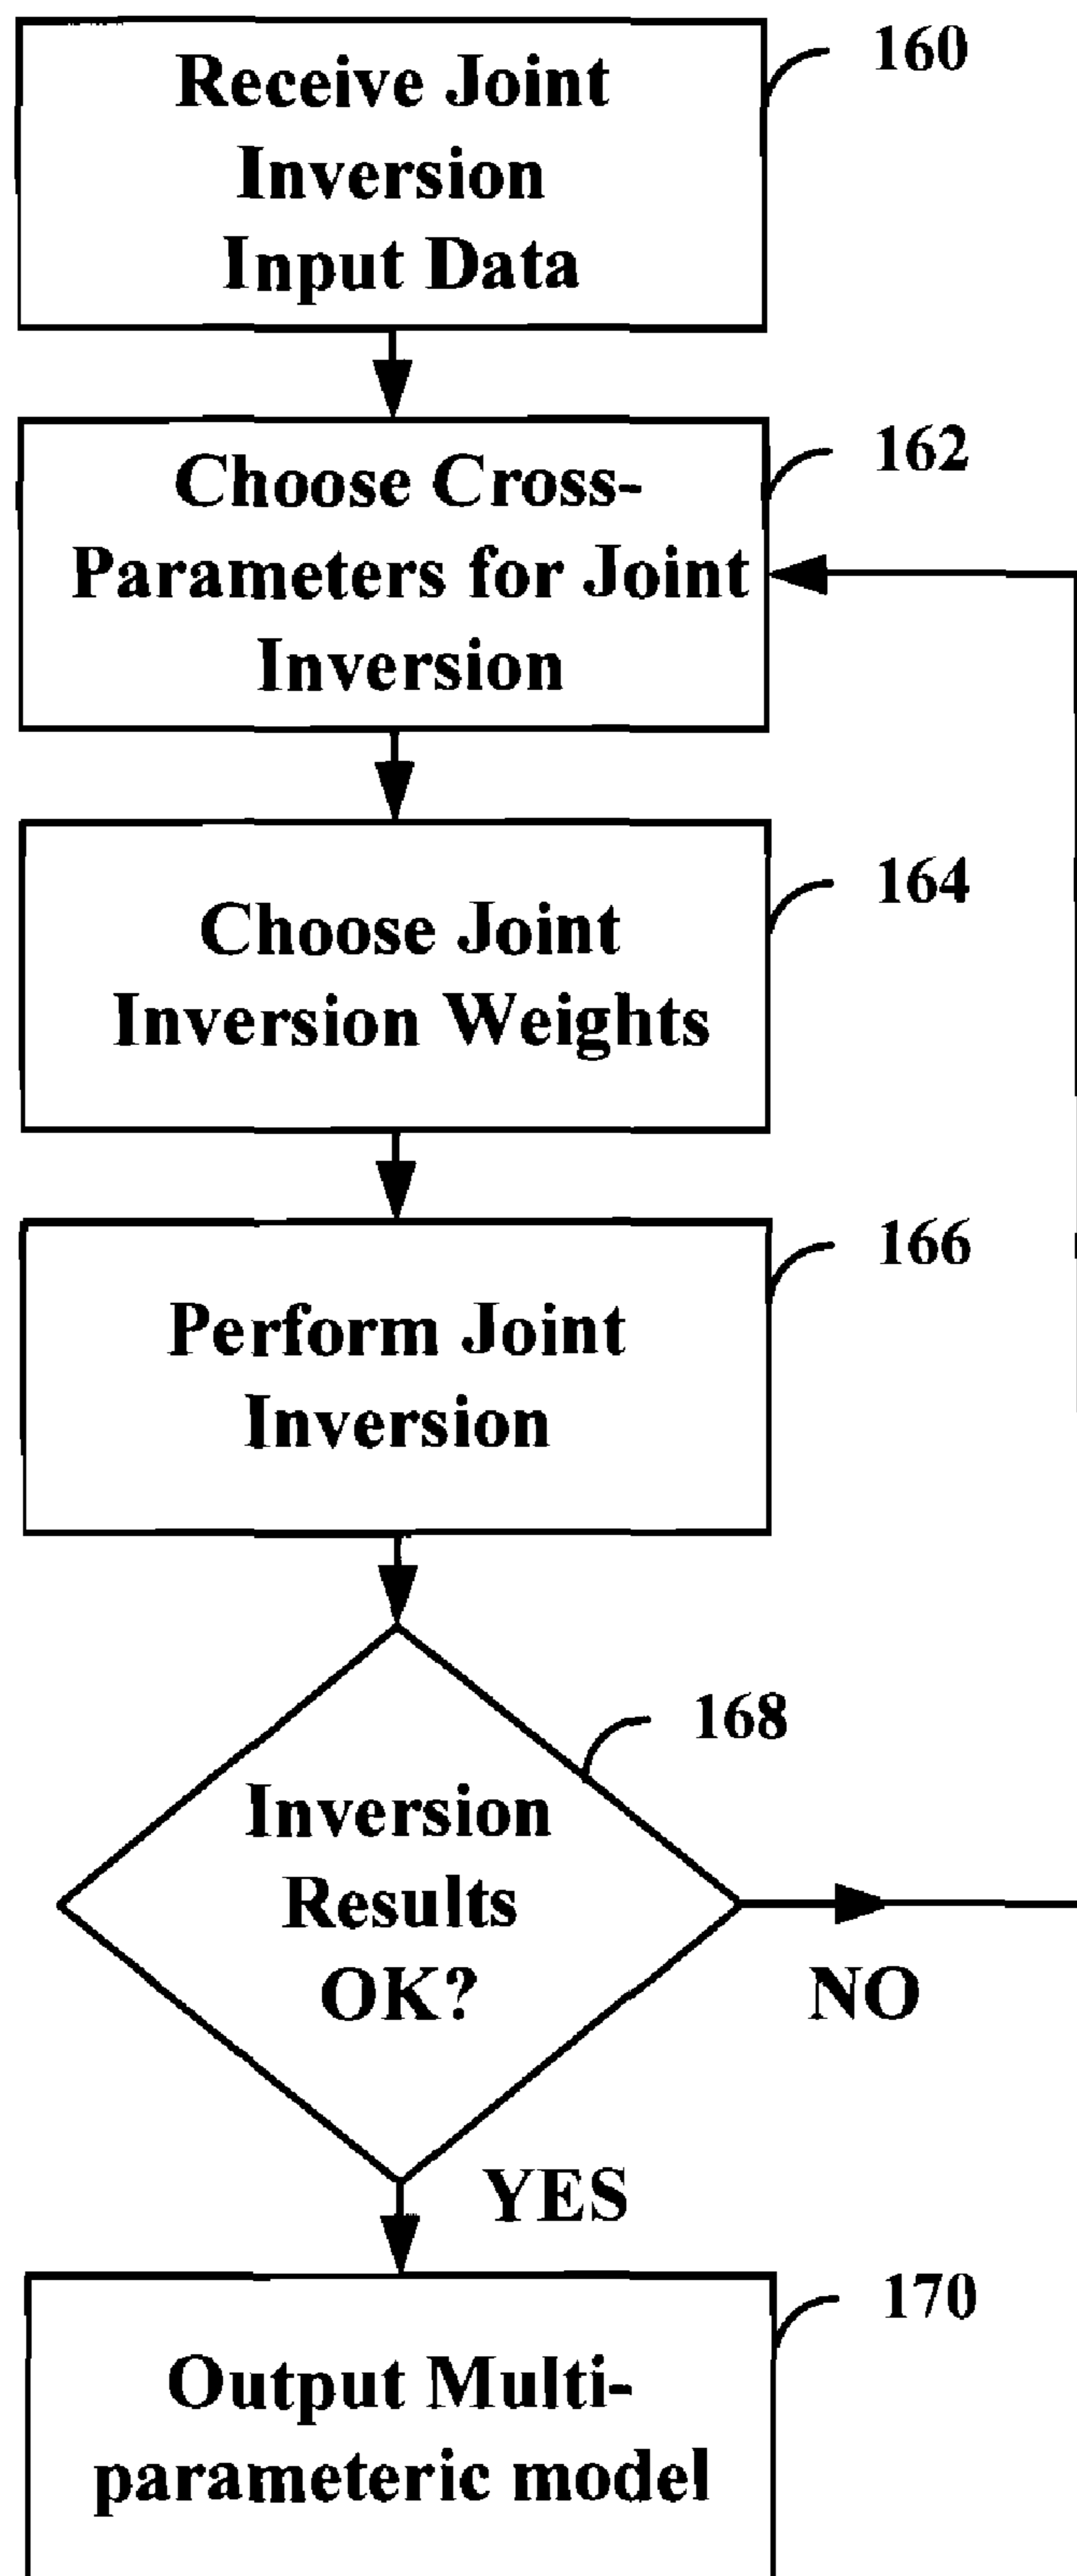 Receive Joint
Inversion
Input Data
160
Choose Cross-
Parameters for Joint
Inversion
162
Choose Joint
Inversion Weights
164
Perform Joint
Inversion
166
Inversion
Results
OK?
168
NO
YES
Output Multi-
parameteric model
170